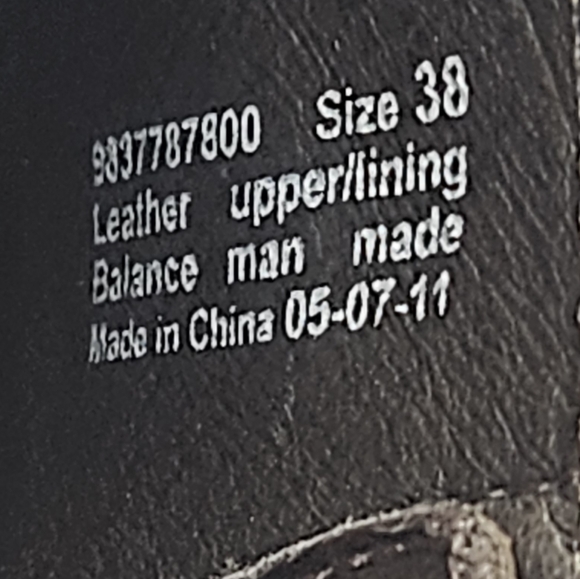 9837787800 Size 38
Leather upper/lining
Balance man made
Made in China 05-07-11